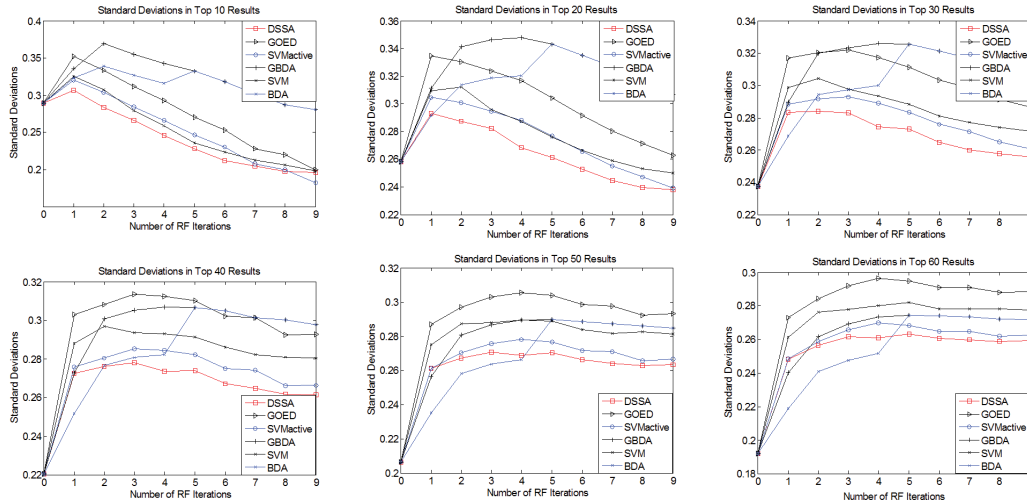 Standard Deviations in Top 10 Results
Standard Deviations
0.4
0.35
0.3
0.25
0.2
0 1 2 3 4 5 6 7 8 9
Number of RF Iterations
DSSA
GOED
SVMactive
GBDA
SVM
BDA
Standard Deviations in Top 20 Results
Standard Deviations
0.36
0.34
0.32
0.3
0.28
0.26
0.24
0.22
0 1 2 3 4 5 6 7 8 9
Number of RF Iterations
DSSA
GOED
SVMactive
GBDA
SVM
BDA
Standard Deviations in Top 30 Results
Standard Deviations
0.34
0.32
0.3
0.28
0.26
0.24
0.22
0 1 2 3 4 5 6 7 8 9
Number of RF Iterations
DSSA
GOED
SVMactive
GBDA
SVM
BDA
Standard Deviations in Top 40 Results
Standard Deviations
0.32
0.3
0.28
0.26
0.24
0.22
0 1 2 3 4 5 6 7 8 9
Number of RF Iterations
DSSA
GOED
SVMactive
GBDA
SVM
BDA
Standard Deviations in Top 50 Results
Standard Deviations
0.32
0.3
0.28
0.26
0.24
0.22
0.2
0 1 2 3 4 5 6 7 8 9
Number of RF Iterations
DSSA
GOED
SVMactive
GBDA
SVM
BDA
Standard Deviations in Top 60 Results
Standard Deviations
0.3
0.28
0.26
0.24
0.22
0.2
0.18
0 1 2 3 4 5 6 7 8 9
Number of RF Iterations
DSSA
GOED
SVMactive
GBDA
SVM
BDA